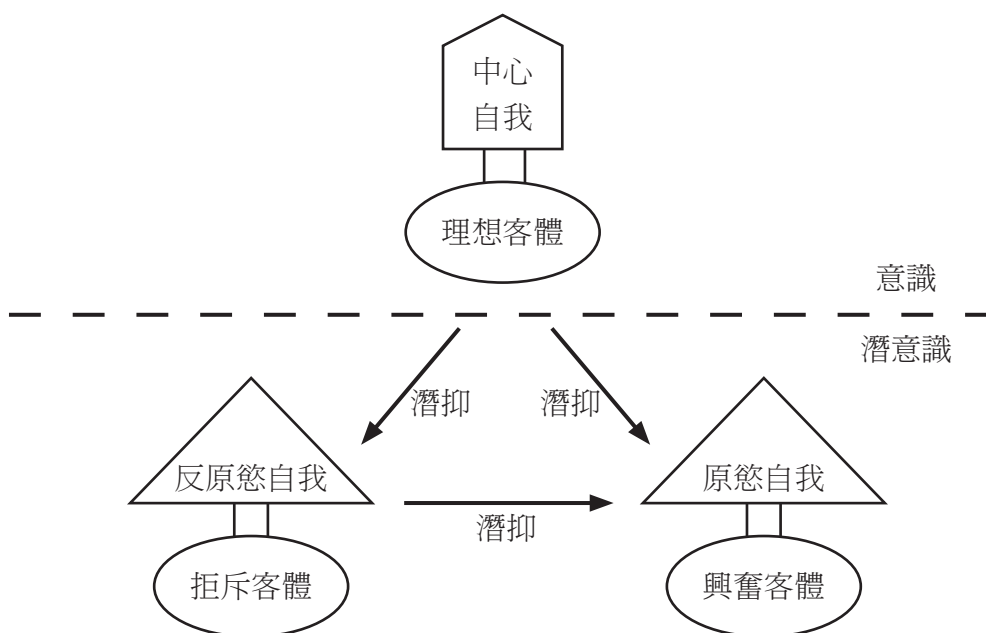 中心
自我
理想客體
意識
潛意識
潛抑
潛抑
反原慾自我
原慾自我
潛抑
拒斥客體
興奮客體